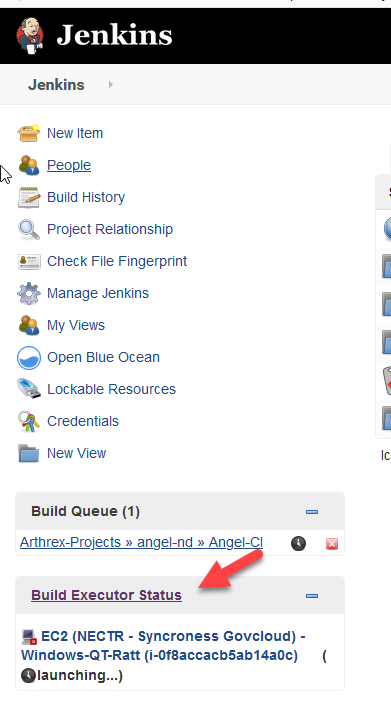 Jenkins
Jenkins
New Item
People
Build History
Project Relationship
Check File Fingerprint
Manage Jenkins
My Views
Open Blue Ocean
Lockable Resources
Credentials
New View
Build Queue (1)
Arthrex-Projects » angel-nd » Angel-CI
Build Executor Status
EC2 (NECTR - Syncroness Govcloud) -
Windows-QT-Ratt (i-0f8accacb5ab14a0c) (
launching...)